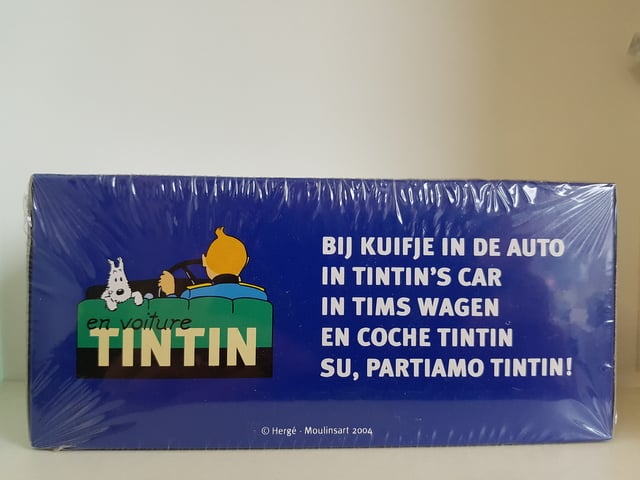 en voiture
TINTIN
BIJ KUIFJE IN DE AUTO
IN TINTIN'S CAR
IN TIMS WAGEN
EN COCHE TINTIN
SU, PARTIAMO TINTIN!
© Hergé - Moulinsart 2004